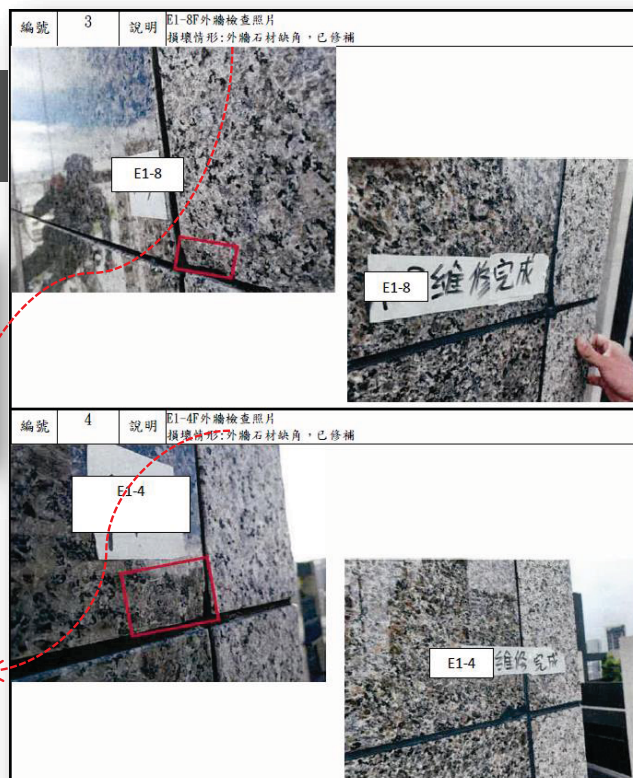 編號 3 說明 E1-8F外牆檢查照片
損壞情形:外牆石材缺角，已修補
E1-8
E1-8 維修完成
編號 4 說明 E1-4F外牆檢查照片
損壞情形:外牆石材缺角，已修補
E1-4
E1-4 維修完成